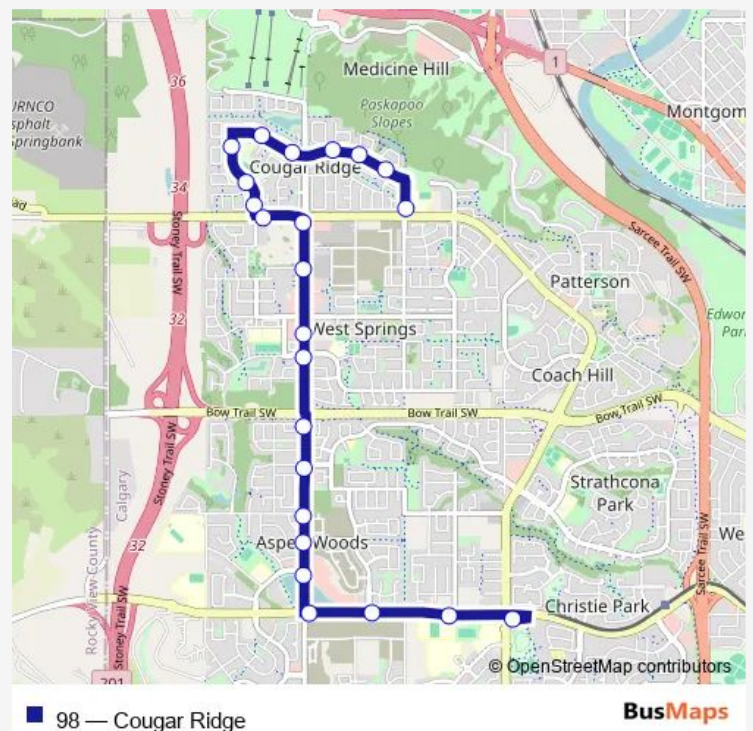 Medicine Hill
1
36
URNCO
sphalt
pringbank
Paskapoo
Slopes
Montgom
Cougar Ridge
34
ad
Stoney Trail SW
Sarcee Trail SW
Patterson
Edwor
Par
32
West Springs
Coach Hill
Bow Trail SW
Bow Trail SW
Bow Trail SW
Stoney Trail SW
Calgary
Strathcona
Park
We
32
Aspen Woods
Rocky View County
Sarcee Trail SW
Stoney Trail SW
Christie Park
201
© OpenStreetMap contributors
98 — Cougar Ridge
BusMaps